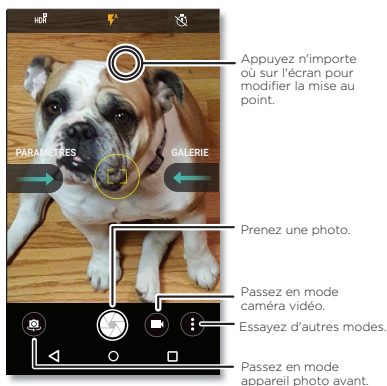 HDR A
Appuyez n'importe
où sur l'écran pour
modifier la mise au
point.
PARAMÈTRES GALERIE
Prenez une photo.
Passez en mode
caméra vidéo.
Essayez d'autres modes.
Passez en mode
appareil photo avant.